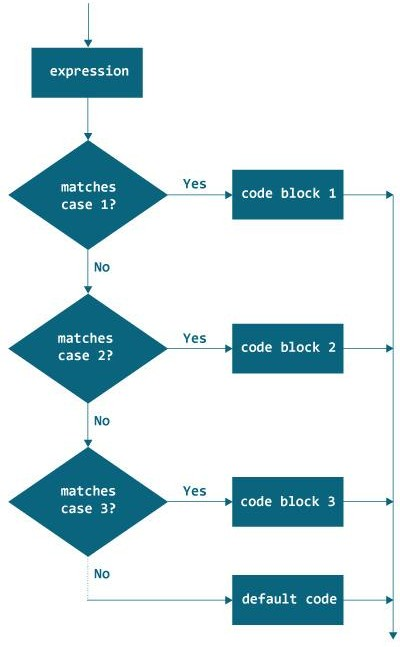 expression
matches
case 1?
Yes
code block 1
No
matches
case 2?
Yes
code block 2
No
matches
case 3?
Yes
code block 3
No
default code